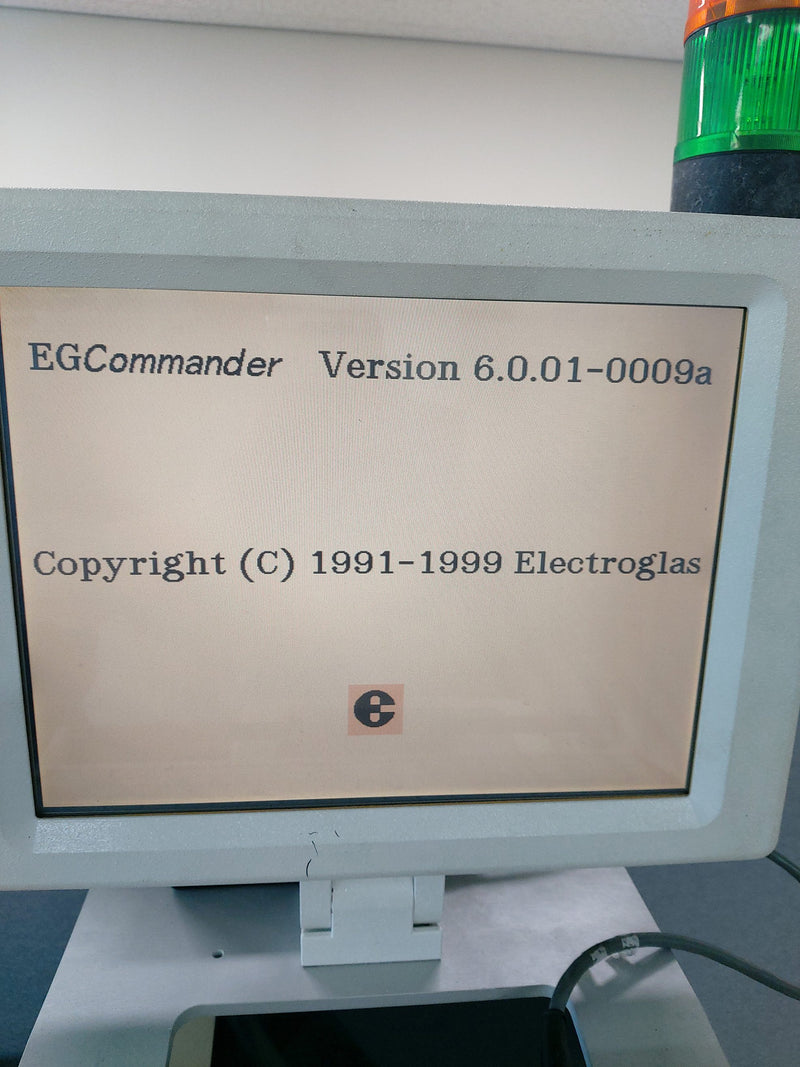 EGCommander Version 6.0.01-0009a
Copyright (C) 1991-1999 Electroglas
e